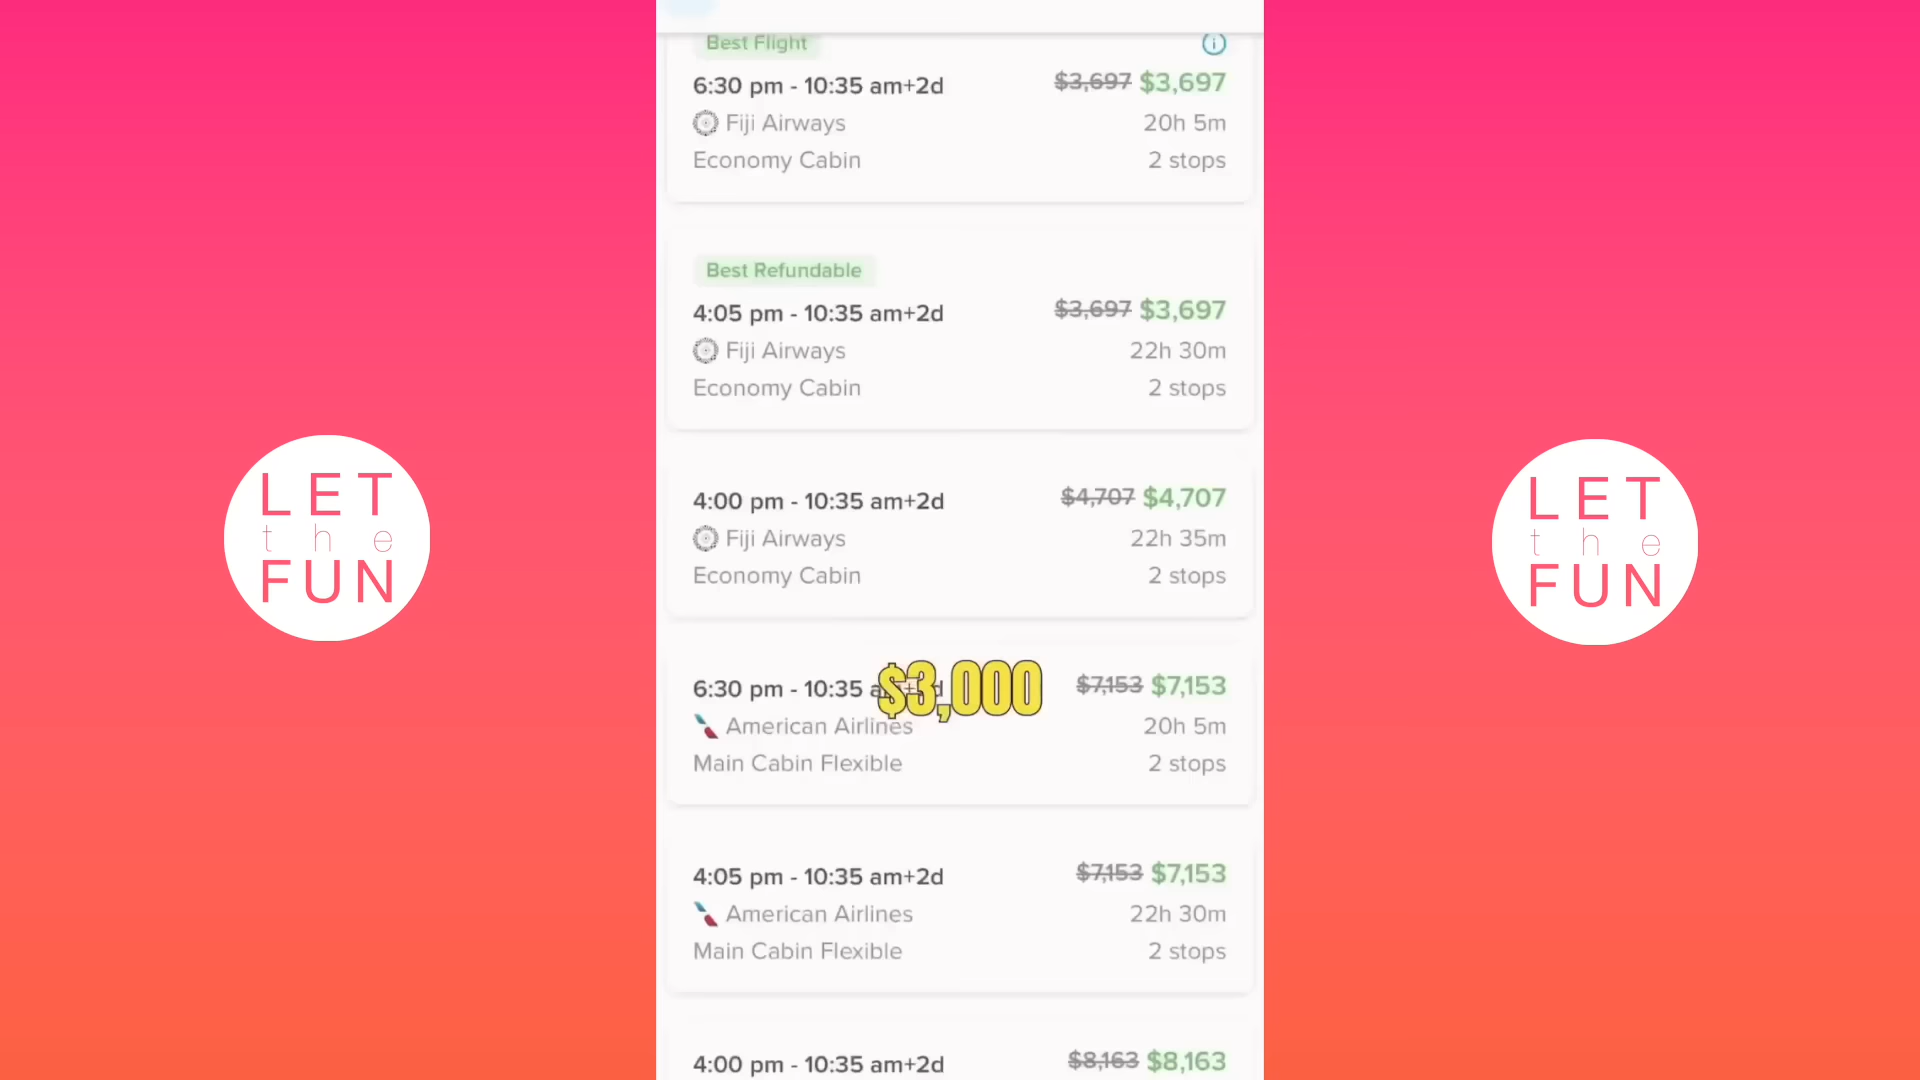 Best Flight
6:30 pm - 10:35 am+2d $3,697 $3,697
Fiji Airways 20h 5m
Economy Cabin 2 stops
Best Refundable
4:05 pm - 10:35 am+2d $3,697 $3,697
Fiji Airways 22h 30m
Economy Cabin 2 stops
4:00 pm - 10:35 am+2d $4,707 $4,707
Fiji Airways 22h 35m
Economy Cabin 2 stops
6:30 pm - 10:35 am+2d $7,153 $7,153
$3,000
American Airlines 20h 5m
Main Cabin Flexible 2 stops
4:05 pm - 10:35 am+2d $7,153 $7,153
American Airlines 22h 30m
Main Cabin Flexible 2 stops
4:00 pm - 10:35 am+2d $8,163 $8,163
LET
the
FUN
LET
the
FUN